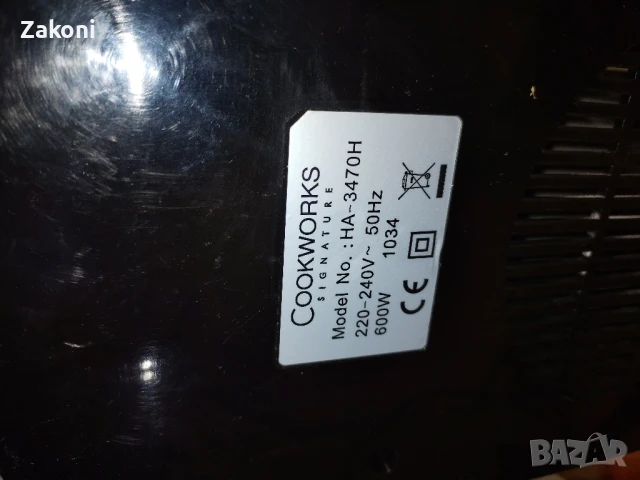 Zakoni
COOKWORKS
SIGNATURE
Model No. :HA-3470H
220-240V~ 50Hz
600W 1034
CE
BAZAR